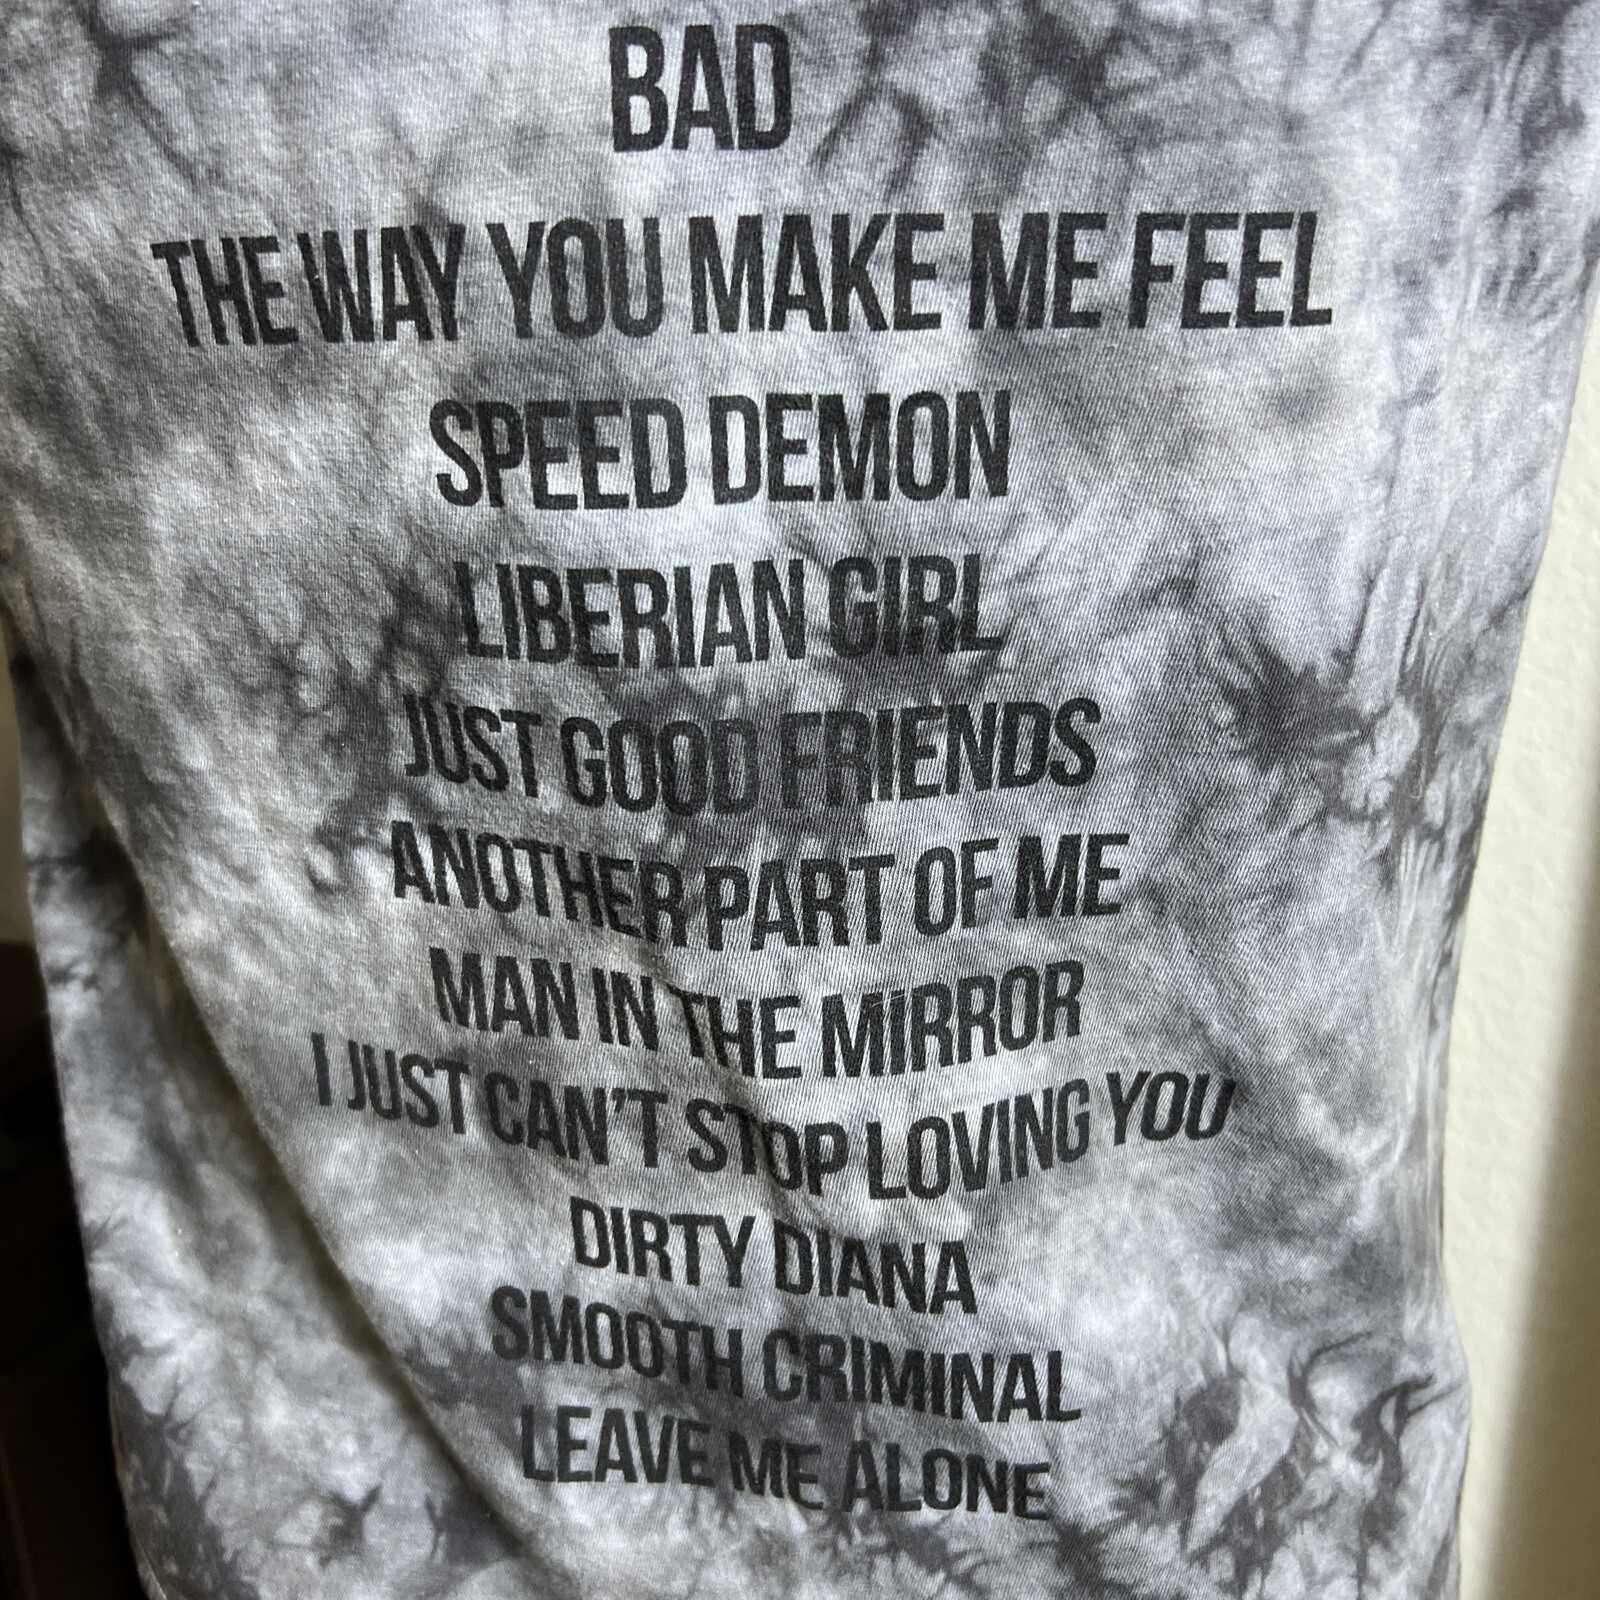 BAD
THE WAY YOU MAKE ME FEEL
SPEED DEMON
LIBERIAN GIRL
JUST GOOD FRIENDS
ANOTHER PART OF ME
MAN IN THE MIRROR
I JUST CAN'T STOP LOVING YOU
DIRTY DIANA
SMOOTH CRIMINAL
LEAVE ME ALONE